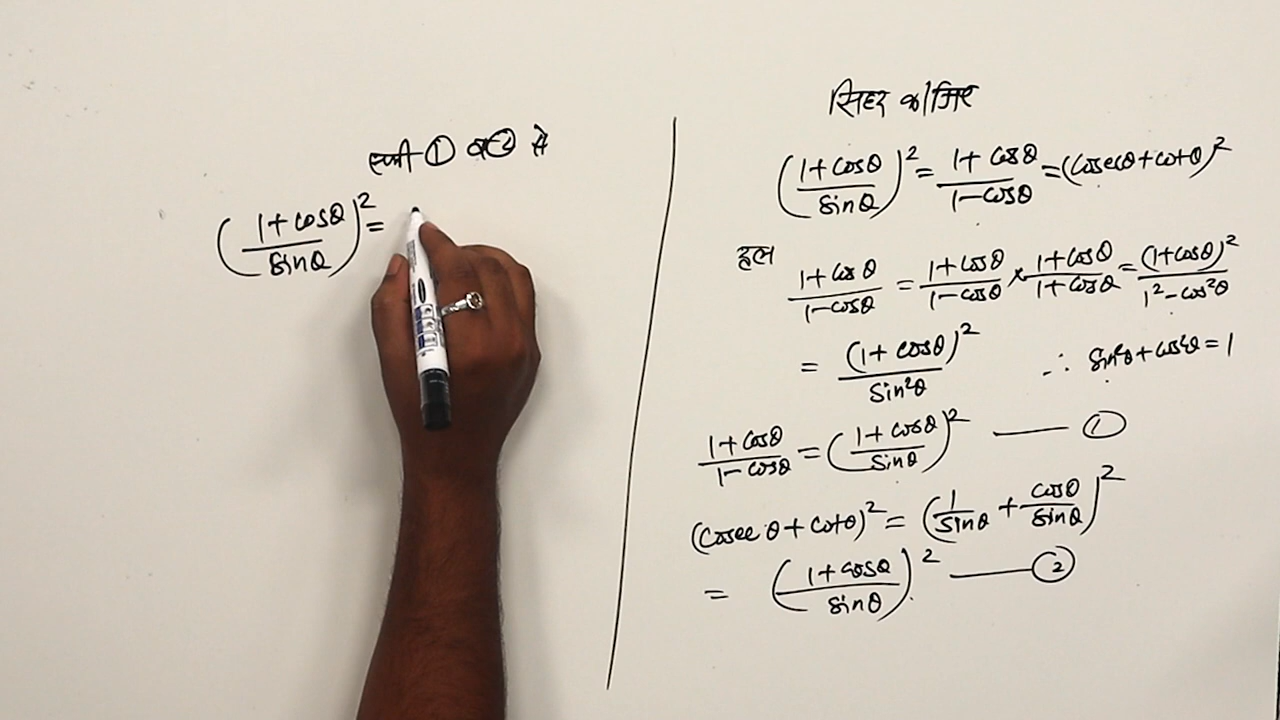 सिद्ध कीजिए
((1+cosθ)/(sinθ))² = (1+cosθ)/(1-cosθ) = (cosecθ+cotθ)²
हल
(1+cosθ)/(1-cosθ) = (1+cosθ)/(1-cosθ) × (1+cosθ)/(1+cosθ) = (1+cosθ)²/(1²-cos²θ)
= (1+cosθ)²/(sin²θ) ∴ sin²θ+cos²θ=1
(1+cosθ)/(1-cosθ) = ((1+cosθ)/(sinθ))² —— ①
(cosecθ+cotθ)² = (1/(sinθ) + (cosθ)/(sinθ))²
= ((1+cosθ)/(sinθ))² —— ②
① व ② से
((1+cosθ)/(sinθ))² =